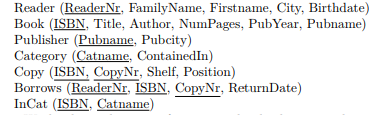 Reader (ReaderNr, FamilyName, Firstname, City, Birthdate)
Book (ISBN, Title, Author, NumPages, PubYear, Pubname)
Publisher (Pubname, Pubcity)
Category (Catname, ContainedIn)
Copy (ISBN, CopyNr, Shelf, Position)
Borrows (ReaderNr, ISBN, CopyNr, ReturnDate)
InCat (ISBN, Catname)